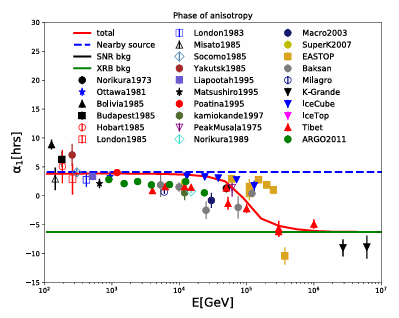 Phase of anisotropy
total
Nearby source
SNR bkg
XRB bkg
Norikura1973
Ottawa1981
Bolivia1985
Budapest1985
Hobart1985
London1985
London1983
Misato1985
Socomo1985
Yakutsk1985
Liapootah1995
Matsushiro1995
Poatina1995
kamiokande1997
PeakMusala1975
Norikura1989
Macro2003
SuperK2007
EASTOP
Baksan
Milagro
K-Grande
IceCube
IceTop
Tibet
ARGO2011
α₁[hrs]
35
30
25
20
15
10
5
0
−5
−10
−15
10² 10³ 10⁴ 10⁵ 10⁶ 10⁷
E[GeV]